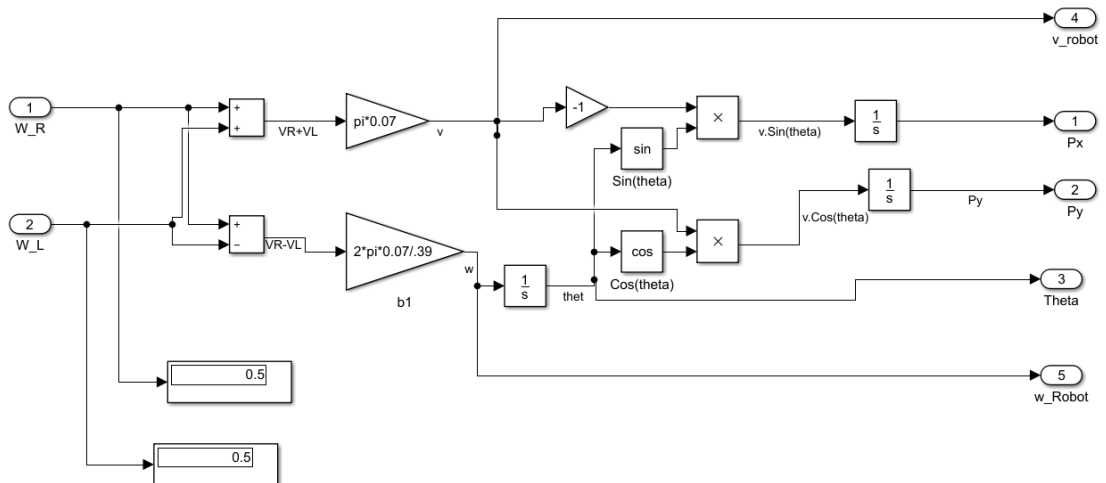 4
v_robot
1
W_R
+
+
VR+VL
pi*0.07
v
-1
×
v.Sin(theta)
1
s
1
Px
sin
Sin(theta)
2
W_L
+
−
VR-VL
2*pi*0.07/.39
b1
w
1
s
thet
cos
Cos(theta)
×
v.Cos(theta)
1
s
Py
2
Py
3
Theta
5
w_Robot
0.5
0.5